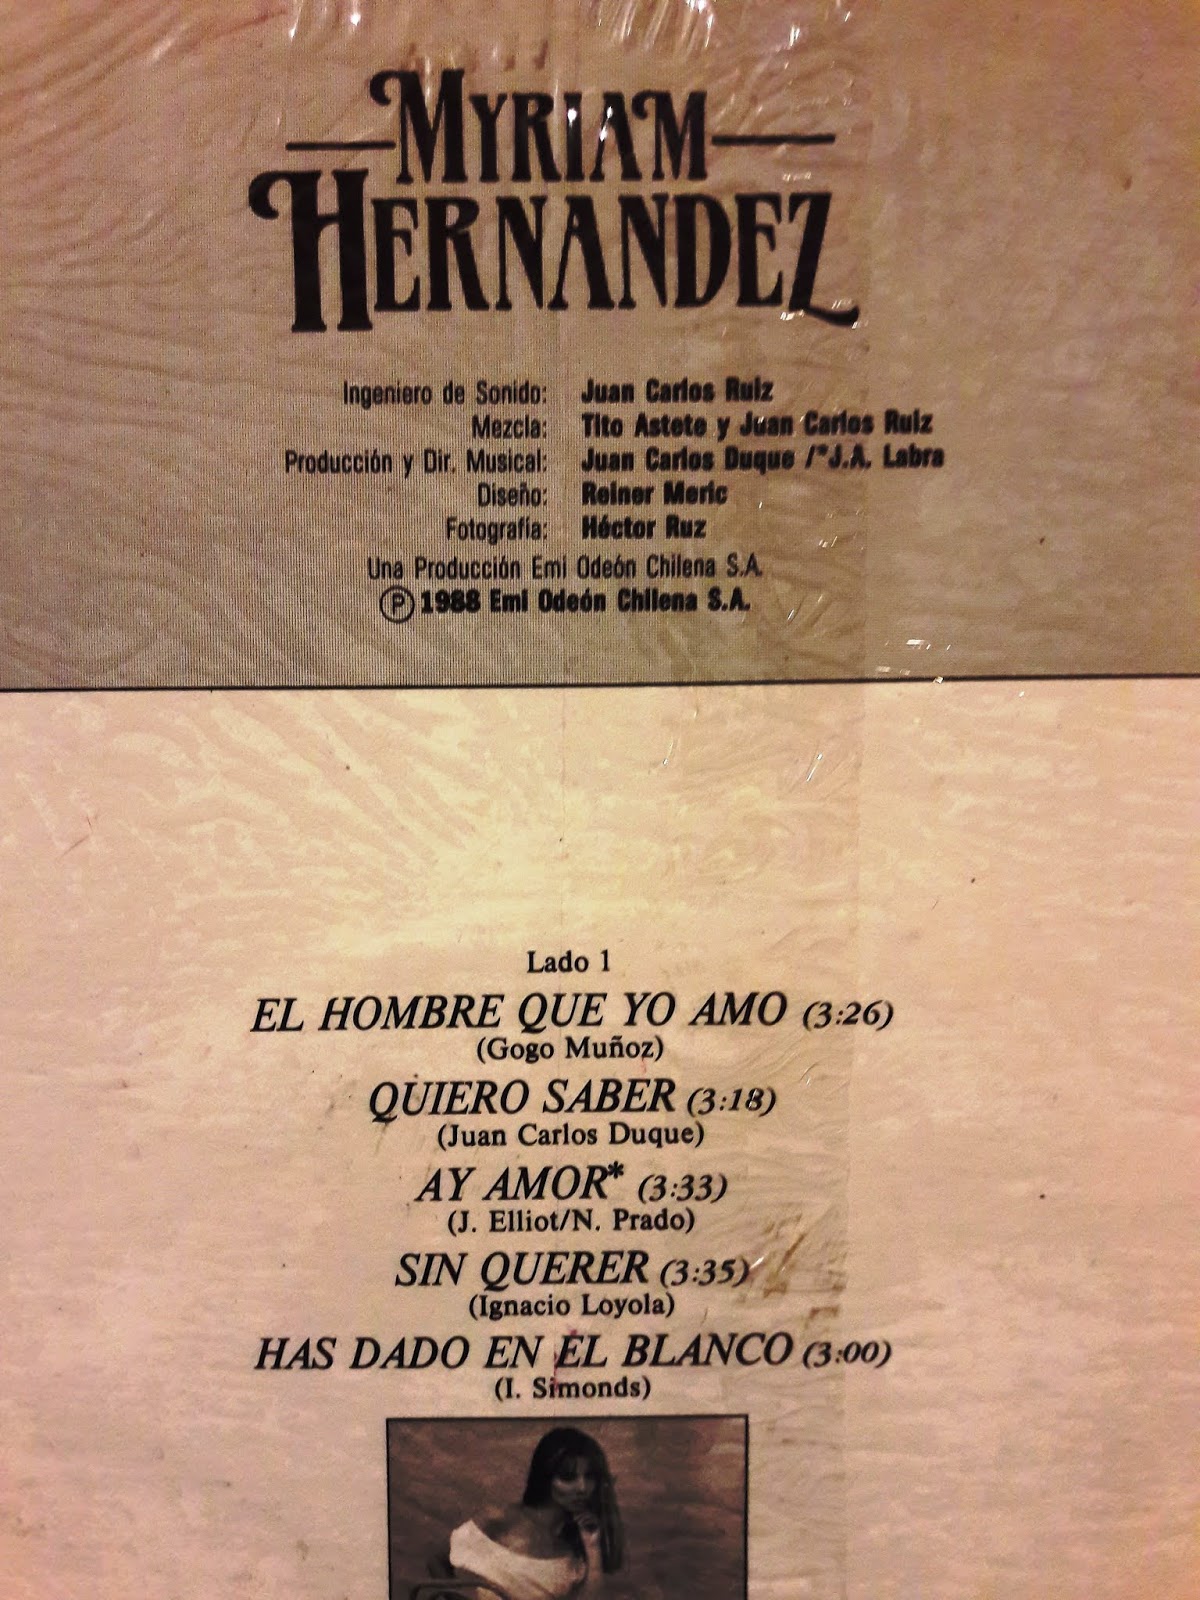 MYRIAM
HERNANDEZ
Ingeniero de Sonido: Juan Carlos Ruiz
Mezcla: Tito Astete y Juan Carlos Ruiz
Producción y Dir. Musical: Juan Carlos Duque /*J.A. Labra
Diseño: Reiner Meric
Fotografía: Héctor Ruz
Una Producción Emi Odeón Chilena S.A.
Ⓟ 1988 Emi Odeón Chilena S.A.
Lado 1
EL HOMBRE QUE YO AMO (3:26)
(Gogo Muñoz)
QUIERO SABER (3:18)
(Juan Carlos Duque)
AY AMOR* (3:33)
(J. Elliot/N. Prado)
SIN QUERER (3:35)
(Ignacio Loyola)
HAS DADO EN EL BLANCO (3:00)
(I. Simonds)